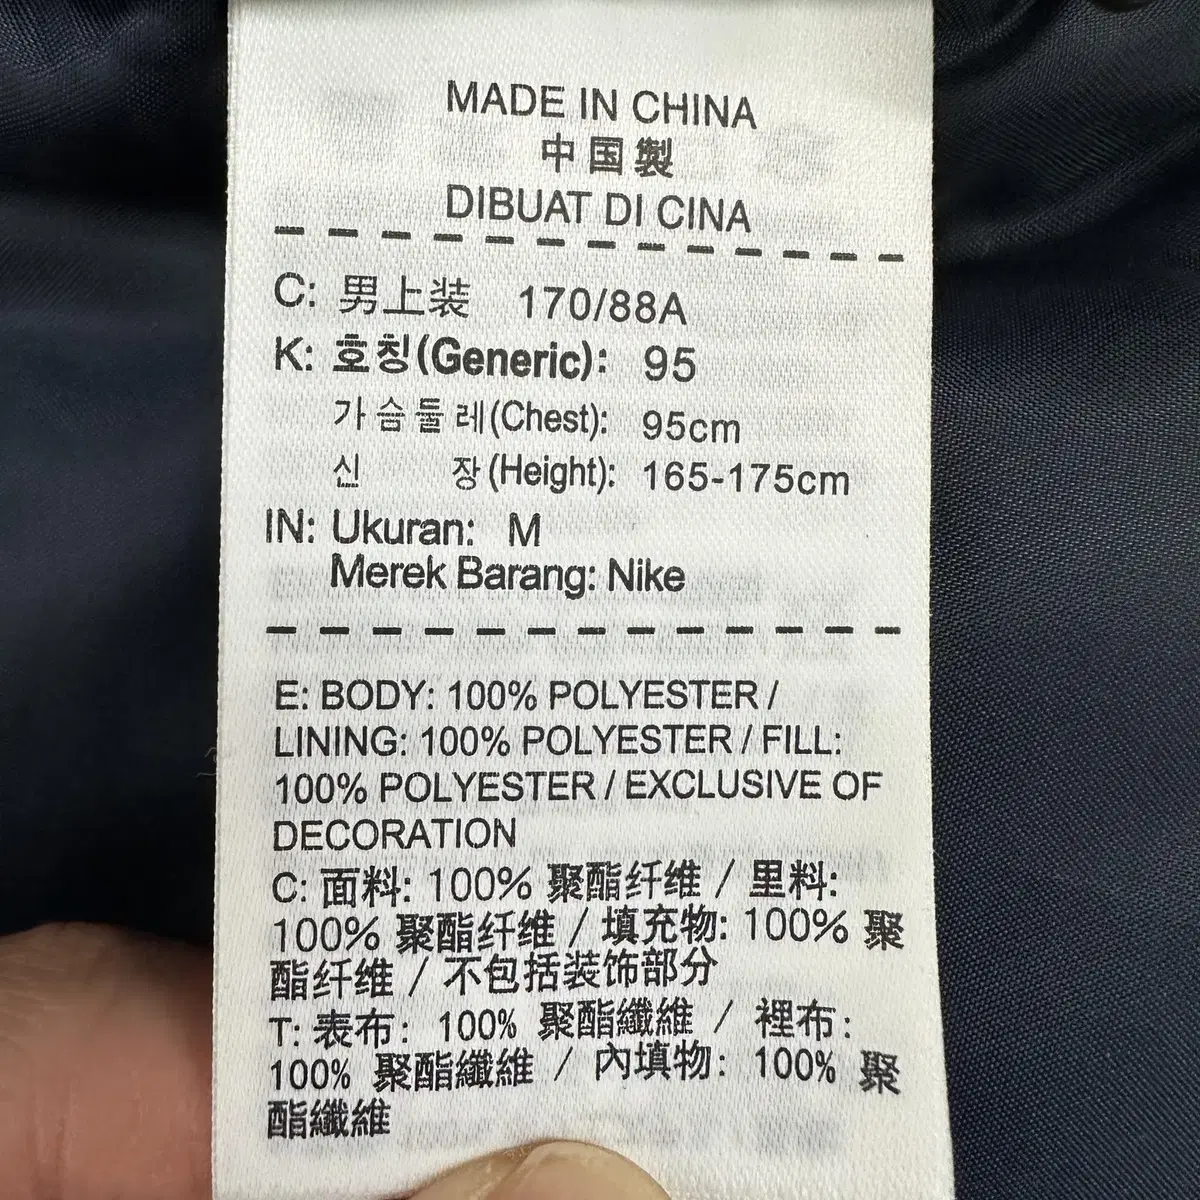 MADE IN CHINA
中国製
DIBUAT DI CINA
C: 男上装 170/88A
K: 호칭(Generic): 95
가슴둘레(Chest): 95cm
신 장(Height): 165-175cm
IN: Ukuran: M
Merek Barang: Nike
E: BODY: 100% POLYESTER /
LINING: 100% POLYESTER / FILL:
100% POLYESTER / EXCLUSIVE OF
DECORATION
C: 面料: 100% 聚酯纤维 / 里料:
100% 聚酯纤维 / 填充物: 100% 聚
酯纤维 / 不包括装饰部分
T: 表布: 100% 聚酯纖維 / 裡布:
100% 聚酯纖維 / 內填物: 100% 聚
酯纖維